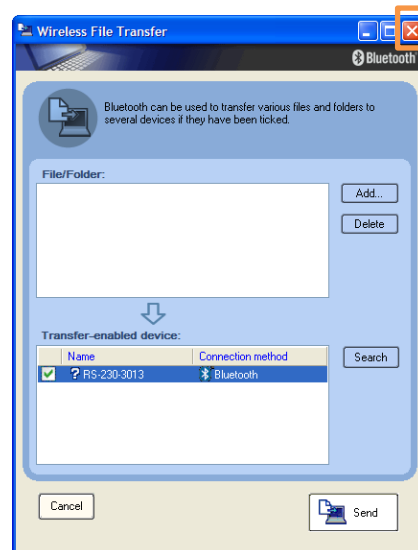 Wireless File Transfer
Bluetooth
Bluetooth can be used to transfer various files and folders to
several devices if they have been ticked.
File/Folder:
Add...
Delete
Transfer-enabled device:
Name Connection method
Search
? RS-230-3013 Bluetooth
Cancel
Send